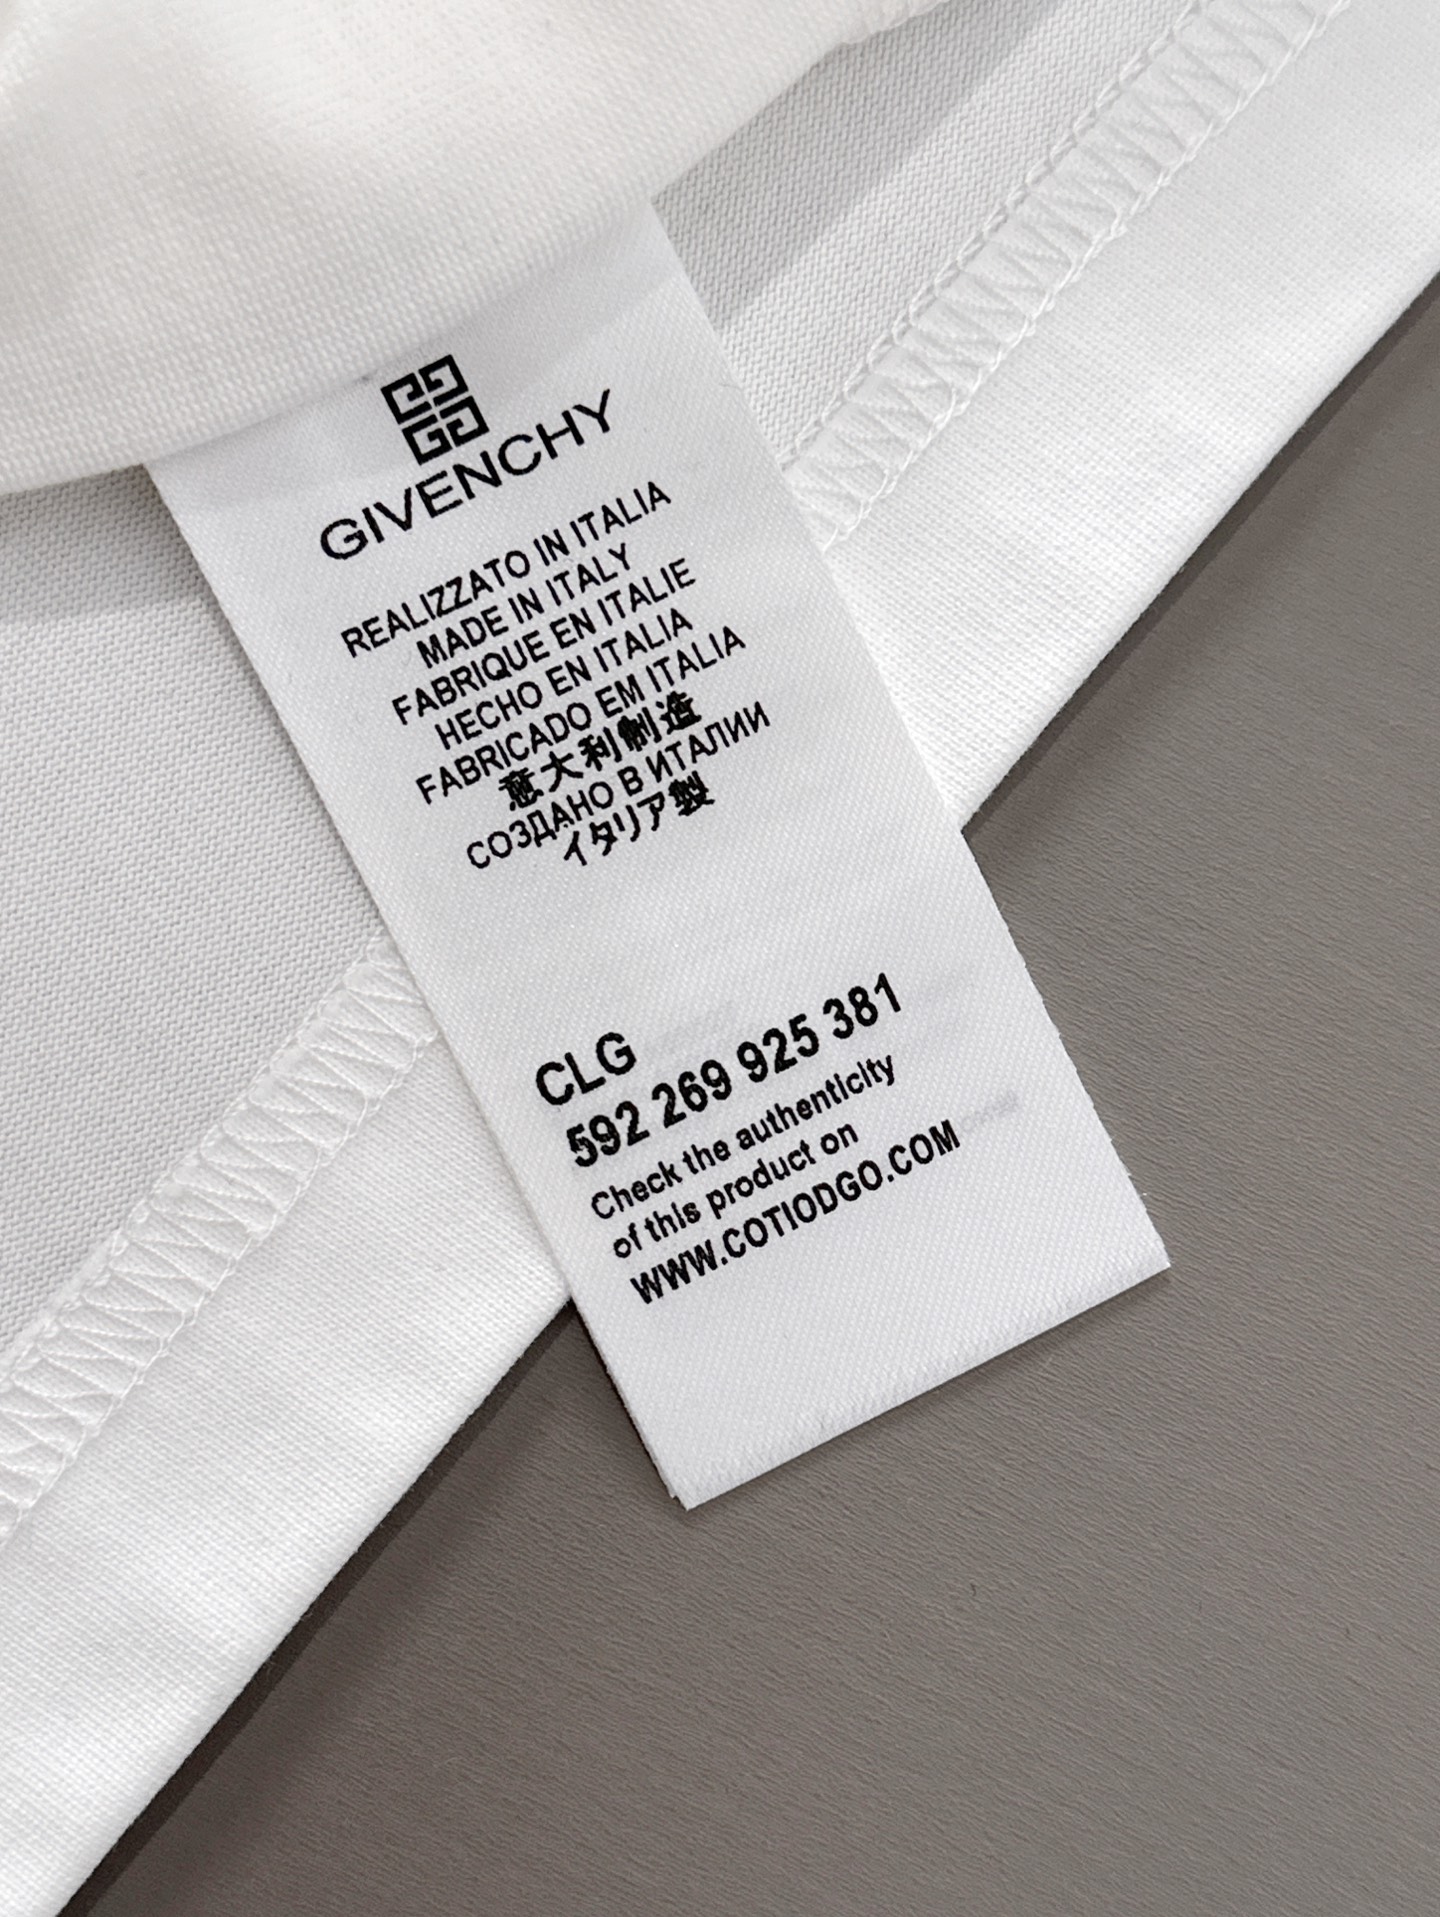 GIVENCHY
REALIZZATO IN ITALIA
MADE IN ITALY
FABRIQUE EN ITALIE
HECHO EN ITALIA
FABRICADO EM ITALIA
意大利制造
СОЗДАНО В ИТАЛИИ
イタリア製
CLG
592 269 925 381
Check the authenticity
of this product on
WWW.COTIODGO.COM